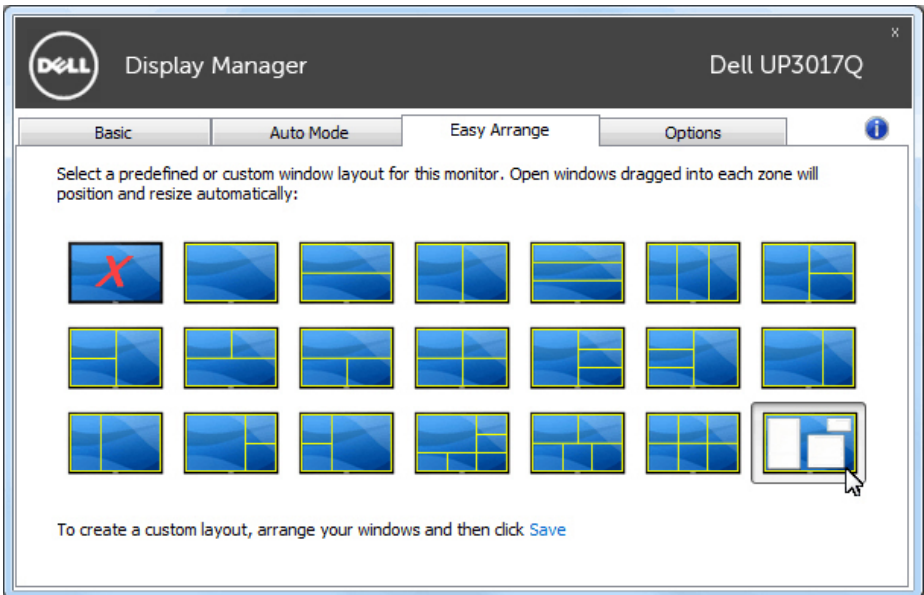 DELL
Display Manager
Dell UP3017Q
x
Basic
Auto Mode
Easy Arrange
Options
i
Select a predefined or custom window layout for this monitor. Open windows dragged into each zone will
position and resize automatically:
X
To create a custom layout, arrange your windows and then click Save